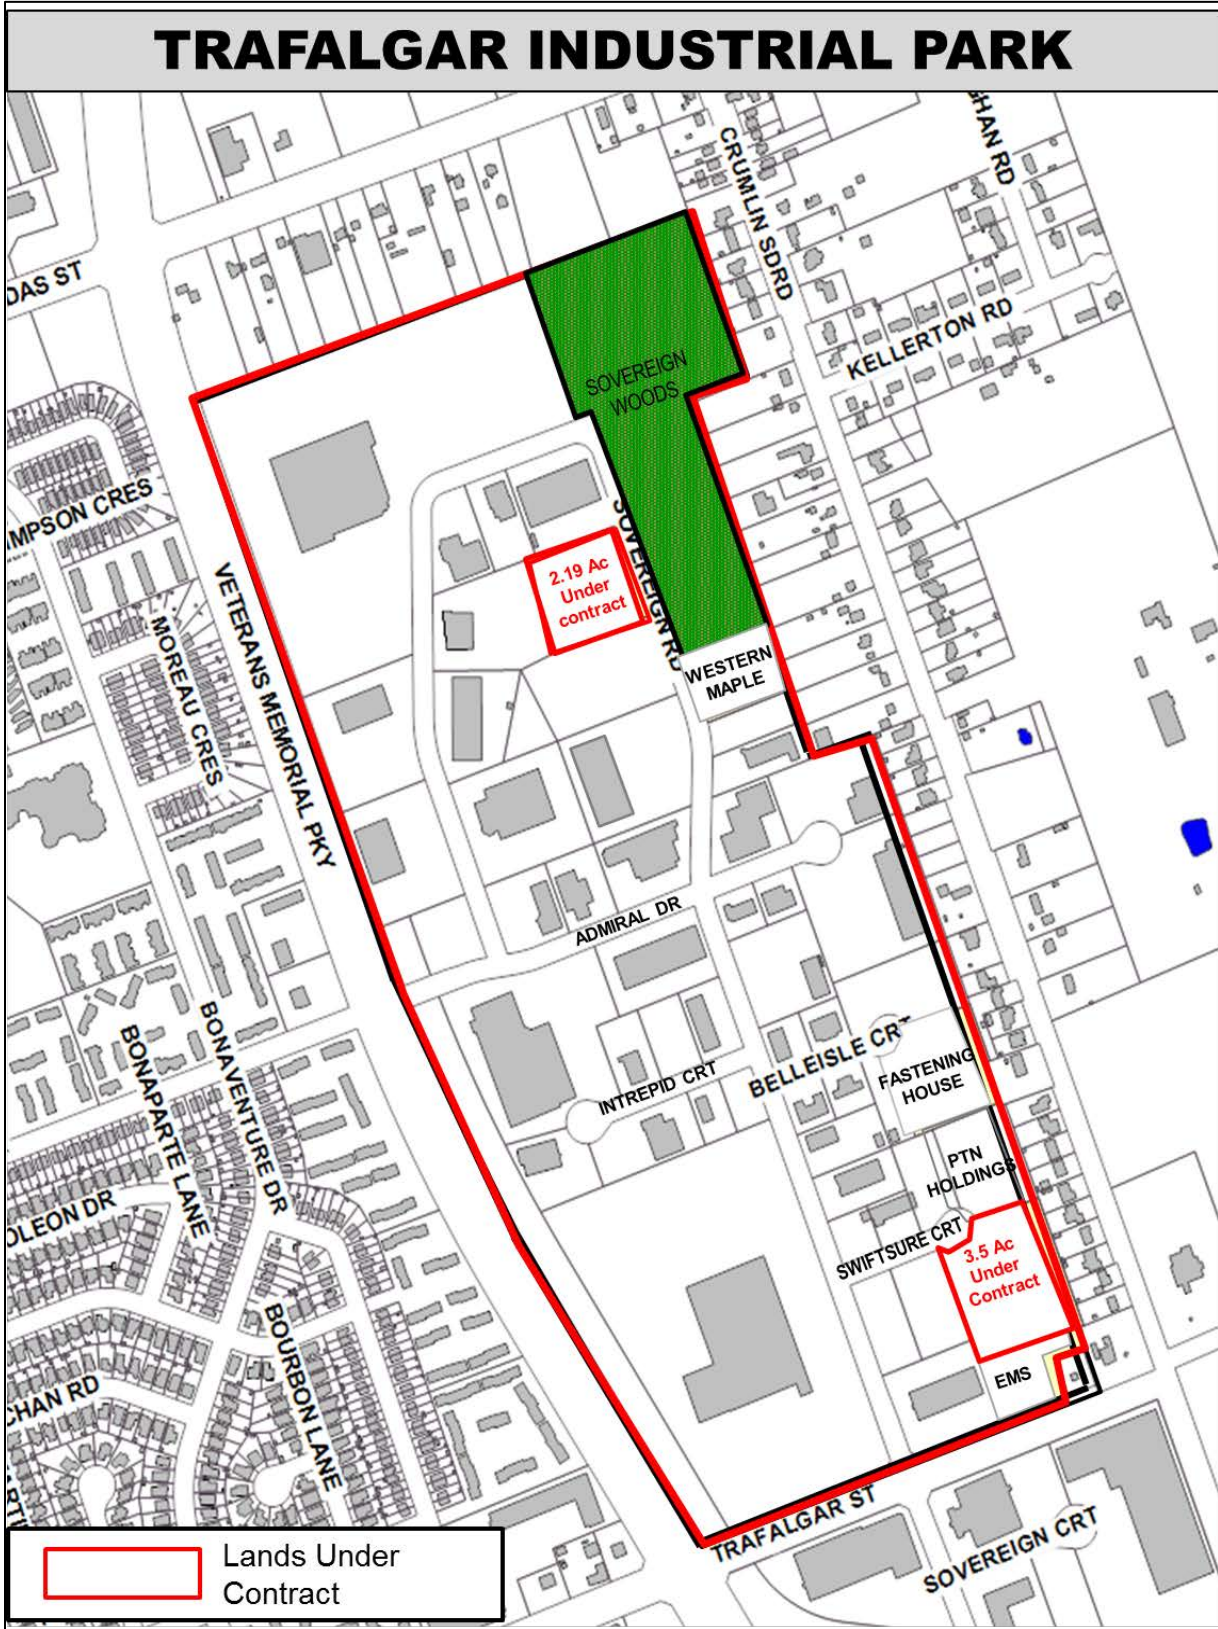 TRAFALGAR INDUSTRIAL PARK
GHAN RD
CRUMLIN SDRD
DAS ST
KELLERTON RD
SOVEREIGN
WOODS
IMPSON CRES
SOVEREIGN RD
2.19 Ac
Under
contract
VETERANS MEMORIAL PKY
MOREAU CRES
WESTERN
MAPLE
ADMIRAL DR
BONAVENTURE DR
BONAPARTE LANE
BELLEISLE CRT
FASTENING
HOUSE
INTREPID CRT
PTN
HOLDINGS
OLEON DR
SWIFTSURE CRT
3.5 Ac
Under
Contract
BOURBON LANE
EMS
CHAN RD
TRAFALGAR ST
SOVEREIGN CRT
Lands Under
Contract